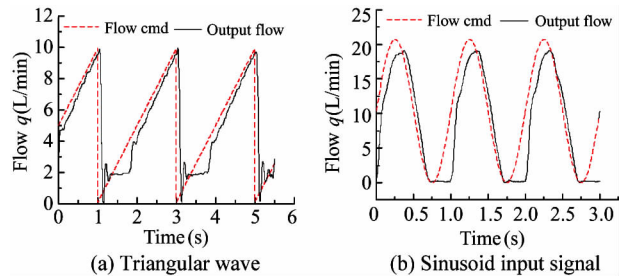 Flow cmd Output flow
Flow q(L/min)
12
10
8
6
4
2
0
0 1 2 3 4 5 6
Time (s)
(a) Triangular wave
Flow cmd Output flow
Flow q(L/min)
25
20
15
10
5
0
0 0.5 1.0 1.5 2.0 2.5 3.0
Time (s)
(b) Sinusoid input signal